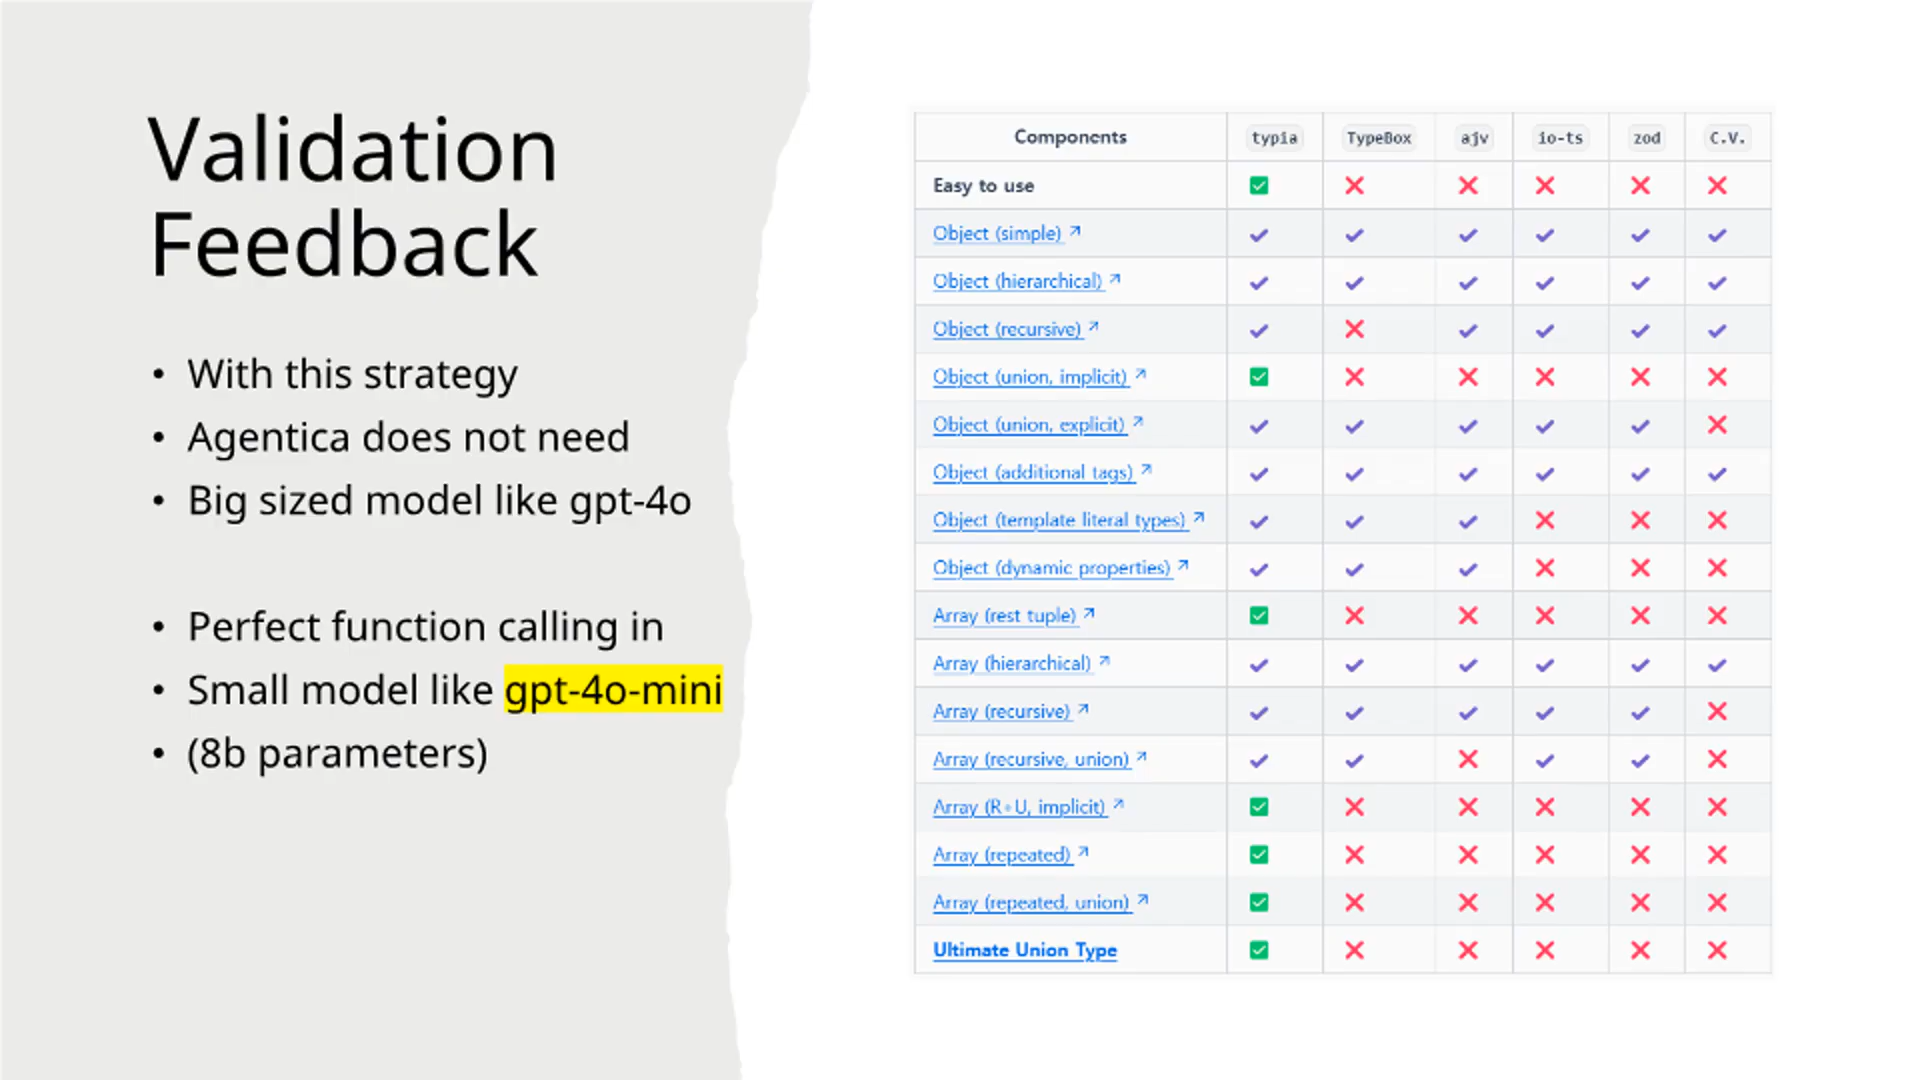 Validation
Feedback
• With this strategy
• Agentica does not need
• Big sized model like gpt-4o
• Perfect function calling in
• Small model like gpt-4o-mini
• (8b parameters)
Components typia TypeBox ajv io-ts zod C.V.
Easy to use ✅ ❌ ❌ ❌ ❌ ❌
Object (simple) ↗ ✔ ✔ ✔ ✔ ✔ ✔
Object (hierarchical) ↗ ✔ ✔ ✔ ✔ ✔ ✔
Object (recursive) ↗ ✔ ❌ ✔ ✔ ✔ ✔
Object (union, implicit) ↗ ✅ ❌ ❌ ❌ ❌ ❌
Object (union, explicit) ↗ ✔ ✔ ✔ ✔ ✔ ❌
Object (additional tags) ↗ ✔ ✔ ✔ ✔ ✔ ✔
Object (template literal types) ↗ ✔ ✔ ✔ ❌ ❌ ❌
Object (dynamic properties) ↗ ✔ ✔ ✔ ❌ ❌ ❌
Array (rest tuple) ↗ ✅ ❌ ❌ ❌ ❌ ❌
Array (hierarchical) ↗ ✔ ✔ ✔ ✔ ✔ ✔
Array (recursive) ↗ ✔ ✔ ✔ ✔ ✔ ❌
Array (recursive, union) ↗ ✔ ✔ ❌ ✔ ✔ ❌
Array (R+U, implicit) ↗ ✅ ❌ ❌ ❌ ❌ ❌
Array (repeated) ↗ ✅ ❌ ❌ ❌ ❌ ❌
Array (repeated, union) ↗ ✅ ❌ ❌ ❌ ❌ ❌
Ultimate Union Type ✅ ❌ ❌ ❌ ❌ ❌